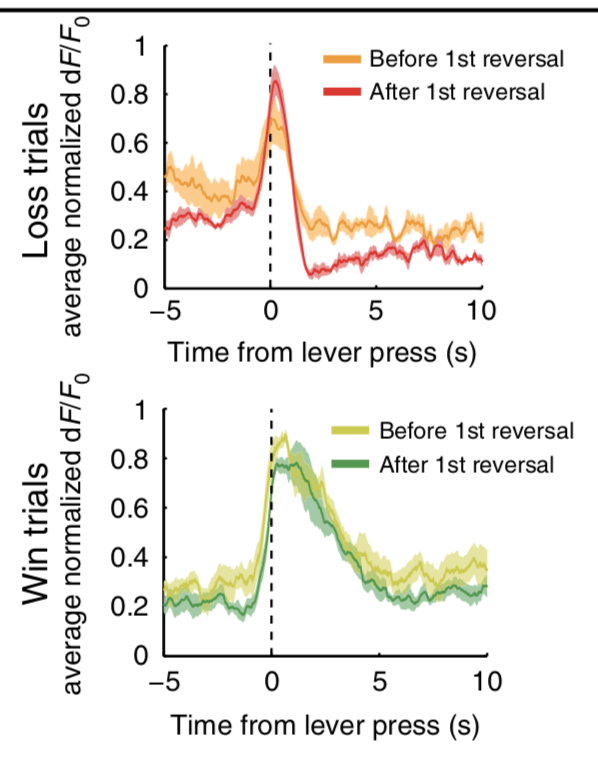 Loss trials
average normalized dF/F0
1
0.8
0.6
0.4
0.2
0
Before 1st reversal
After 1st reversal
−5 0 5 10
Time from lever press (s)
Win trials
average normalized dF/F0
1
0.8
0.6
0.4
0.2
0
Before 1st reversal
After 1st reversal
−5 0 5 10
Time from lever press (s)